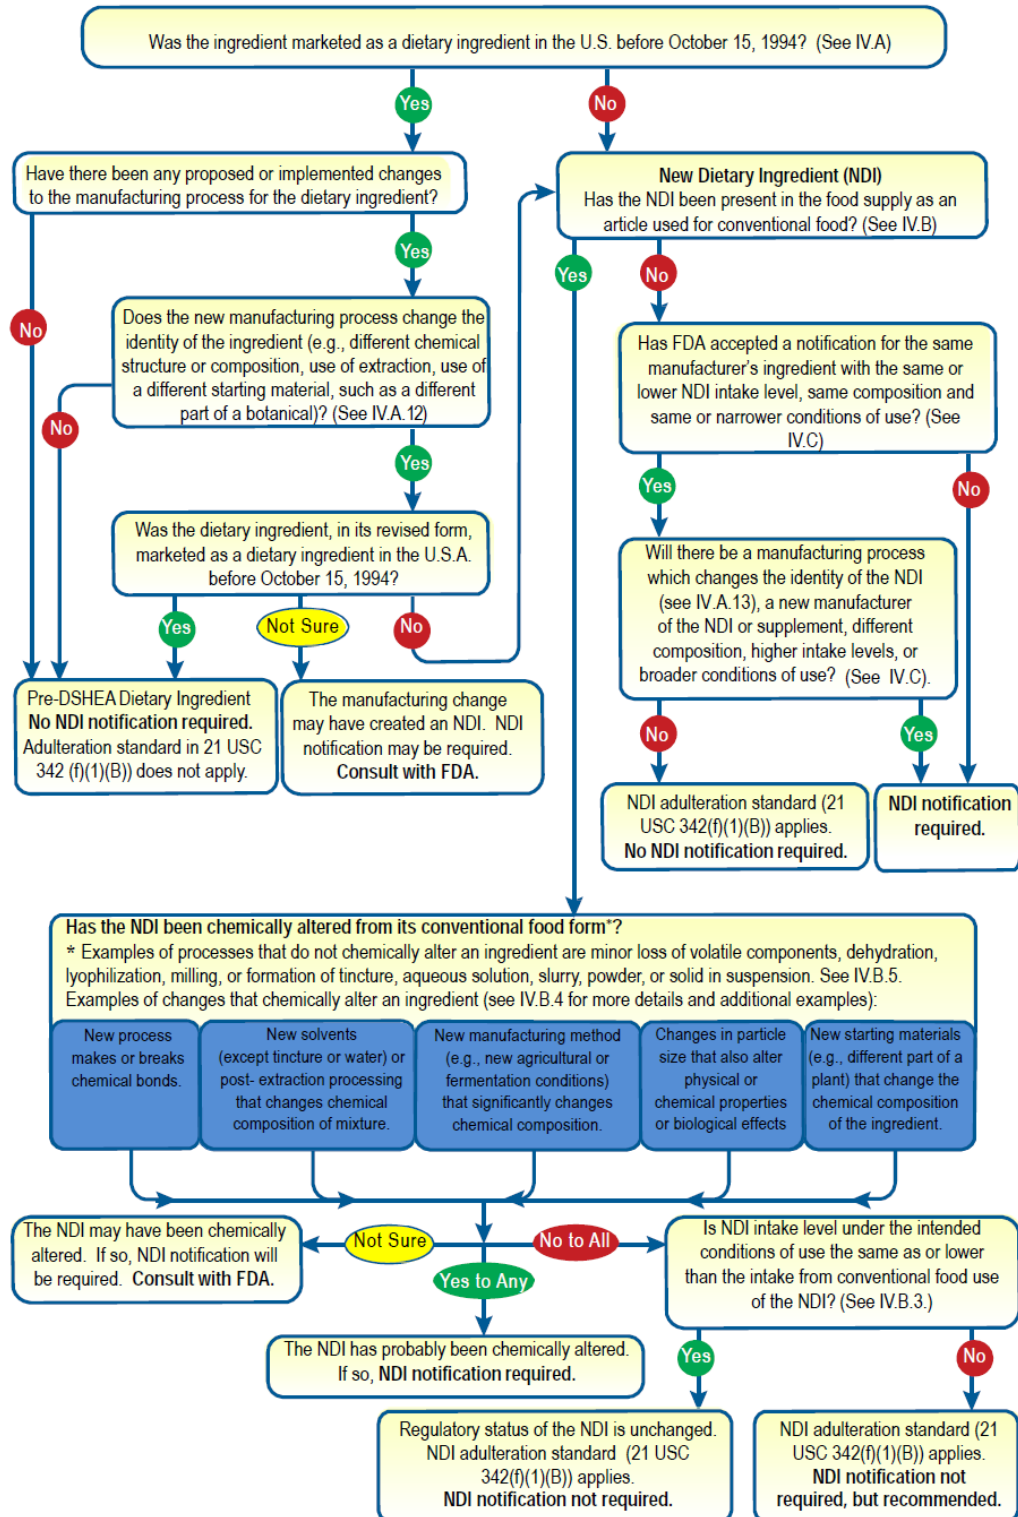 Was the ingredient marketed as a dietary ingredient in the U.S. before October 15, 1994? (See IV.A)
Yes
No
Have there been any proposed or implemented changes
to the manufacturing process for the dietary ingredient?
New Dietary Ingredient (NDI)
Has the NDI been present in the food supply as an
article used for conventional food? (See IV.B)
Yes
Yes
No
No
Does the new manufacturing process change the
identity of the ingredient (e.g., different chemical
structure or composition, use of extraction, use of
a different starting material, such as a different
part of a botanical)? (See IV.A.12)
Has FDA accepted a notification for the same
manufacturer's ingredient with the same or
lower NDI intake level, same composition and
same or narrower conditions of use? (See
IV.C)
No
Yes
Yes
No
Was the dietary ingredient, in its revised form,
marketed as a dietary ingredient in the U.S.A.
before October 15, 1994?
Will there be a manufacturing process
which changes the identity of the NDI
(see IV.A.13), a new manufacturer
of the NDI or supplement, different
composition, higher intake levels, or
broader conditions of use? (See IV.C).
Yes
Not Sure
No
Pre-DSHEA Dietary Ingredient
No NDI notification required.
Adulteration standard in 21 USC
342 (f)(1)(B)) does not apply.
The manufacturing change
may have created an NDI. NDI
notification may be required.
Consult with FDA.
No
Yes
NDI adulteration standard (21
USC 342(f)(1)(B)) applies.
No NDI notification required.
NDI notification
required.
Has the NDI been chemically altered from its conventional food form*?
* Examples of processes that do not chemically alter an ingredient are minor loss of volatile components, dehydration,
lyophilization, milling, or formation of tincture, aqueous solution, slurry, powder, or solid in suspension. See IV.B.5.
Examples of changes that chemically alter an ingredient (see IV.B.4 for more details and additional examples):
New process
makes or breaks
chemical bonds.
New solvents
(except tincture or water) or
post- extraction processing
that changes chemical
composition of mixture.
New manufacturing method
(e.g., new agricultural or
fermentation conditions)
that significantly changes
chemical composition.
Changes in particle
size that also alter
physical or
chemical properties
or biological effects
New starting materials
(e.g., different part of a
plant) that change the
chemical composition
of the ingredient.
The NDI may have been chemically
altered. If so, NDI notification will
be required. Consult with FDA.
Not Sure
No to All
Yes to Any
Is NDI intake level under the intended
conditions of use the same as or lower
than the intake from conventional food use
of the NDI? (See IV.B.3.)
The NDI has probably been chemically altered.
If so, NDI notification required.
Yes
No
Regulatory status of the NDI is unchanged.
NDI adulteration standard (21 USC
342(f)(1)(B)) applies.
NDI notification not required.
NDI adulteration standard (21
USC 342(f)(1)(B)) applies.
NDI notification not
required, but recommended.